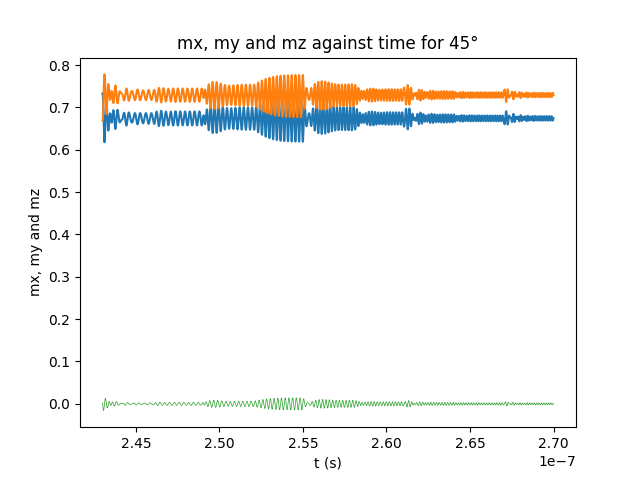 mx, my and mz against time for 45°
mx, my and mz
0.8
0.7
0.6
0.5
0.4
0.3
0.2
0.1
0.0
2.45 2.50 2.55 2.60 2.65 2.70
1e−7
t (s)